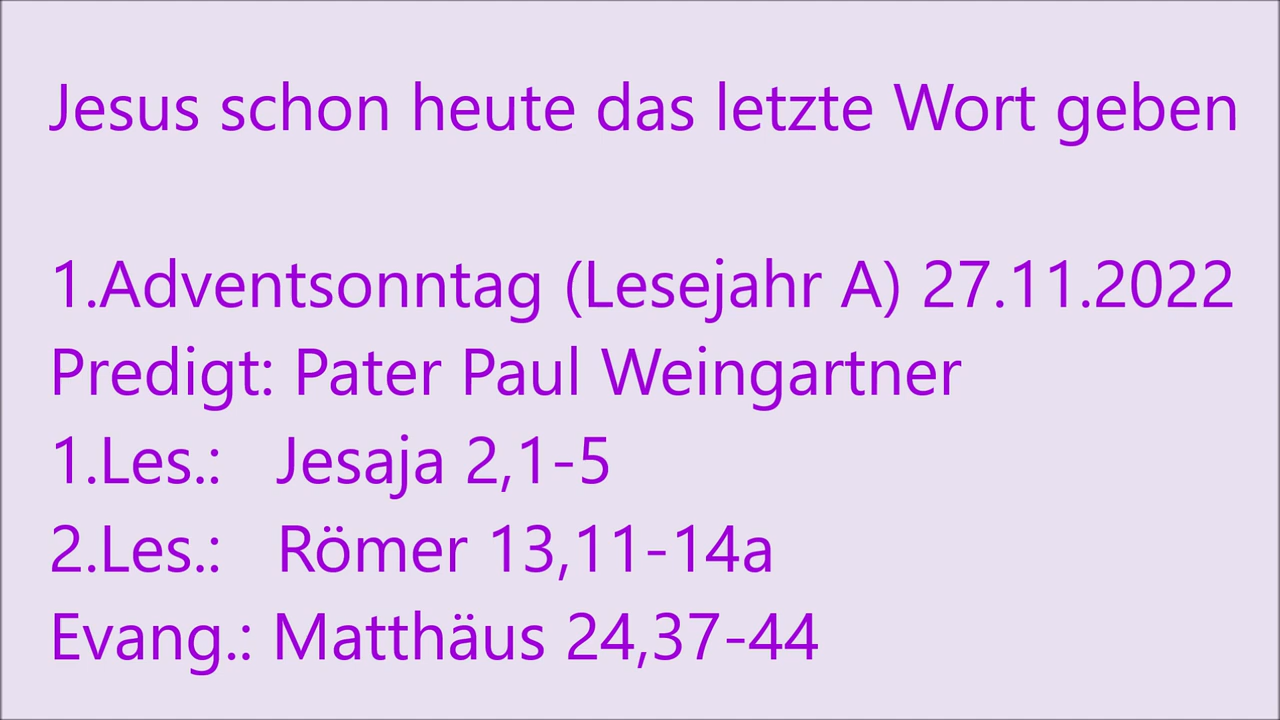 Jesus schon heute das letzte Wort geben
1.Adventsonntag (Lesejahr A) 27.11.2022
Predigt: Pater Paul Weingartner
1.Les.: Jesaja 2,1-5
2.Les.: Römer 13,11-14a
Evang.: Matthäus 24,37-44